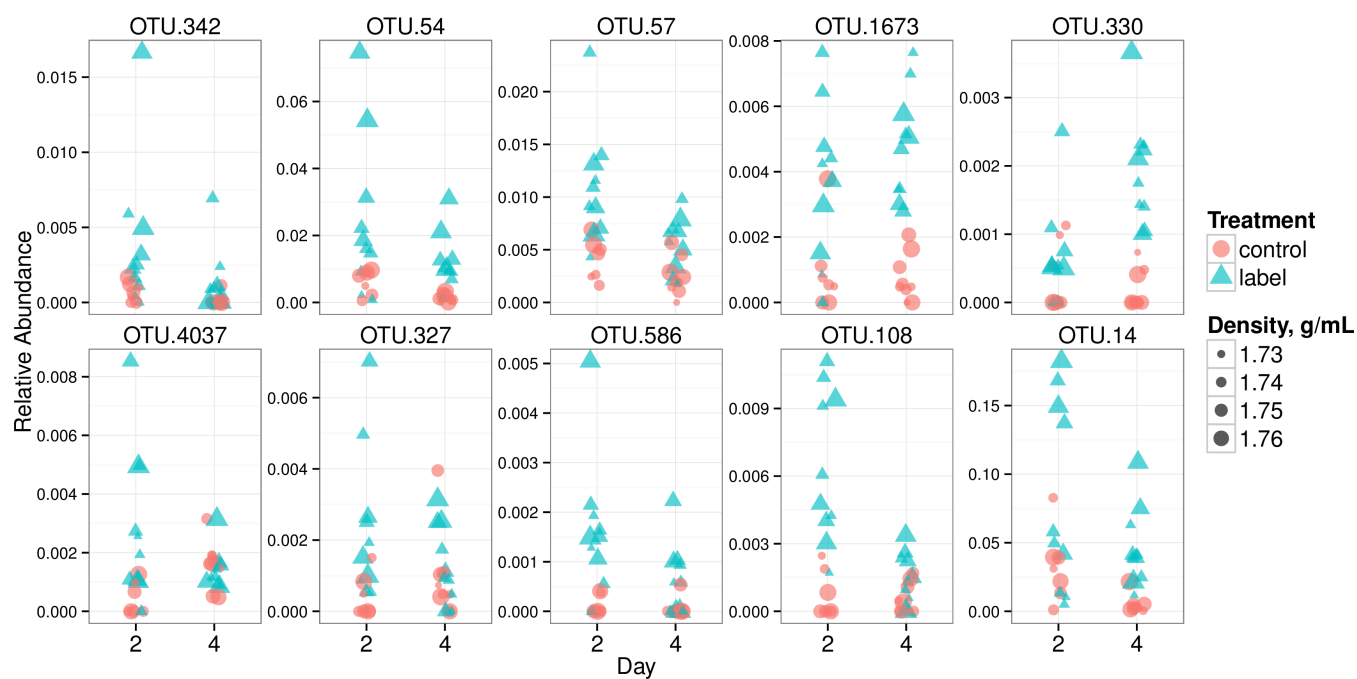 OTU.342 OTU.54 OTU.57 OTU.1673 OTU.330
0.015 0.010 0.005 0.000
0.06 0.04 0.02 0.00
0.020 0.015 0.010 0.005 0.000
0.008 0.006 0.004 0.002 0.000
0.003 0.002 0.001 0.000
OTU.4037 OTU.327 OTU.586 OTU.108 OTU.14
0.008 0.006 0.004 0.002 0.000
0.006 0.004 0.002 0.000
0.005 0.004 0.003 0.002 0.001 0.000
0.009 0.006 0.003 0.000
0.15 0.10 0.05 0.00
2 4 2 4 2 4 2 4 2 4
Relative Abundance
Day
Treatment
control
label
Density, g/mL
1.73
1.74
1.75
1.76